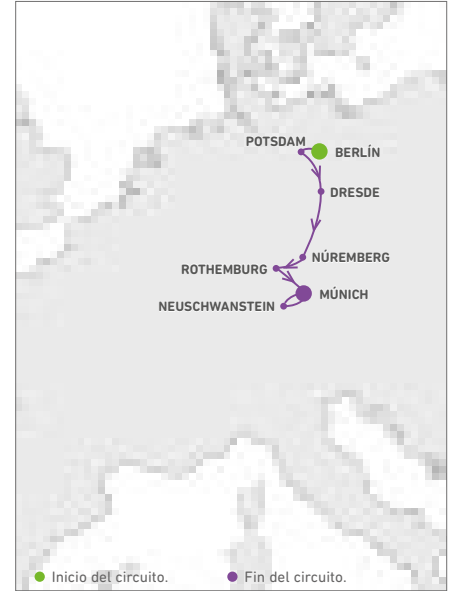 POTSDAM
BERLÍN
DRESDE
NÚREMBERG
ROTHEMBURG
MÚNICH
NEUSCHWANSTEIN
Inicio del circuito.
Fin del circuito.